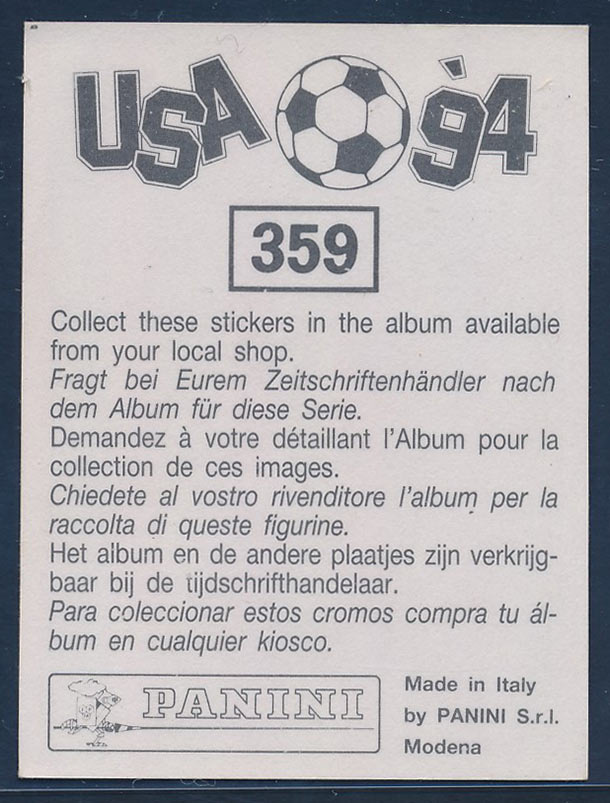 USA '94
359
Collect these stickers in the album available
from your local shop.
Fragt bei Eurem Zeitschriftenhändler nach
dem Album für diese Serie.
Demandez à votre détaillant l'Album pour la
collection de ces images.
Chiedete al vostro rivenditore l'album per la
raccolta di queste figurine.
Het album en de andere plaatjes zijn verkrijg-
baar bij de tijdschrifthandelaar.
Para coleccionar estos cromos compra tu ál-
bum en cualquier kiosco.
PANINI
Made in Italy
by PANINI S.r.l.
Modena